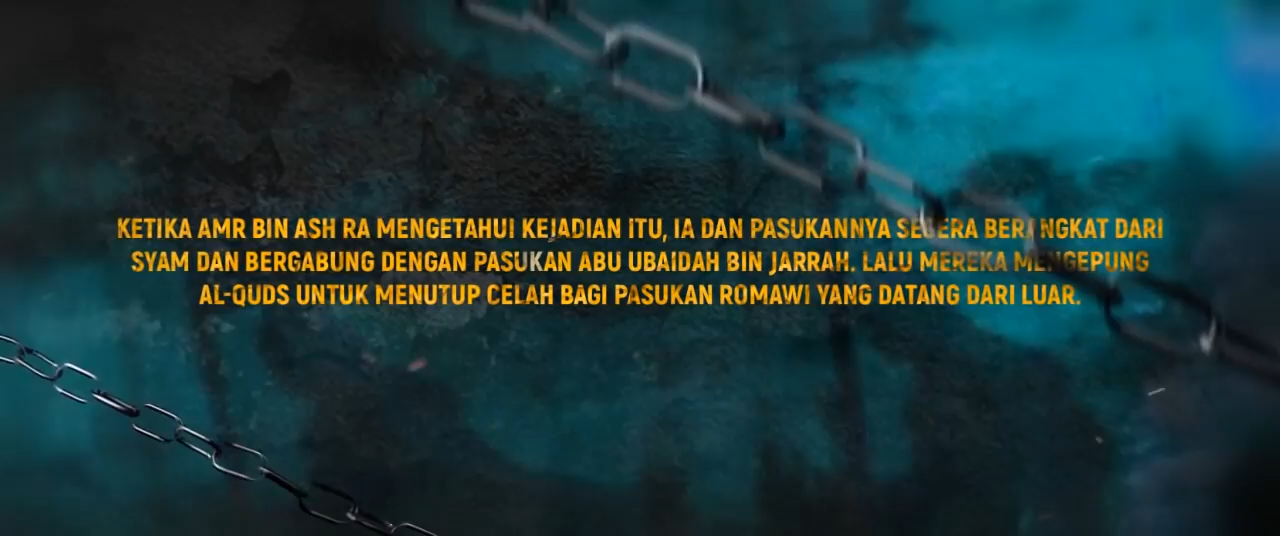 KETIKA AMR BIN ASH RA MENGETAHUI KEJADIAN ITU, IA DAN PASUKANNYA SEGERA BERANGKAT DARI
SYAM DAN BERGABUNG DENGAN PASUKAN ABU UBAIDAH BIN JARRAH. LALU MEREKA MENGEPUNG
AL-QUDS UNTUK MENUTUP CELAH BAGI PASUKAN ROMAWI YANG DATANG DARI LUAR.